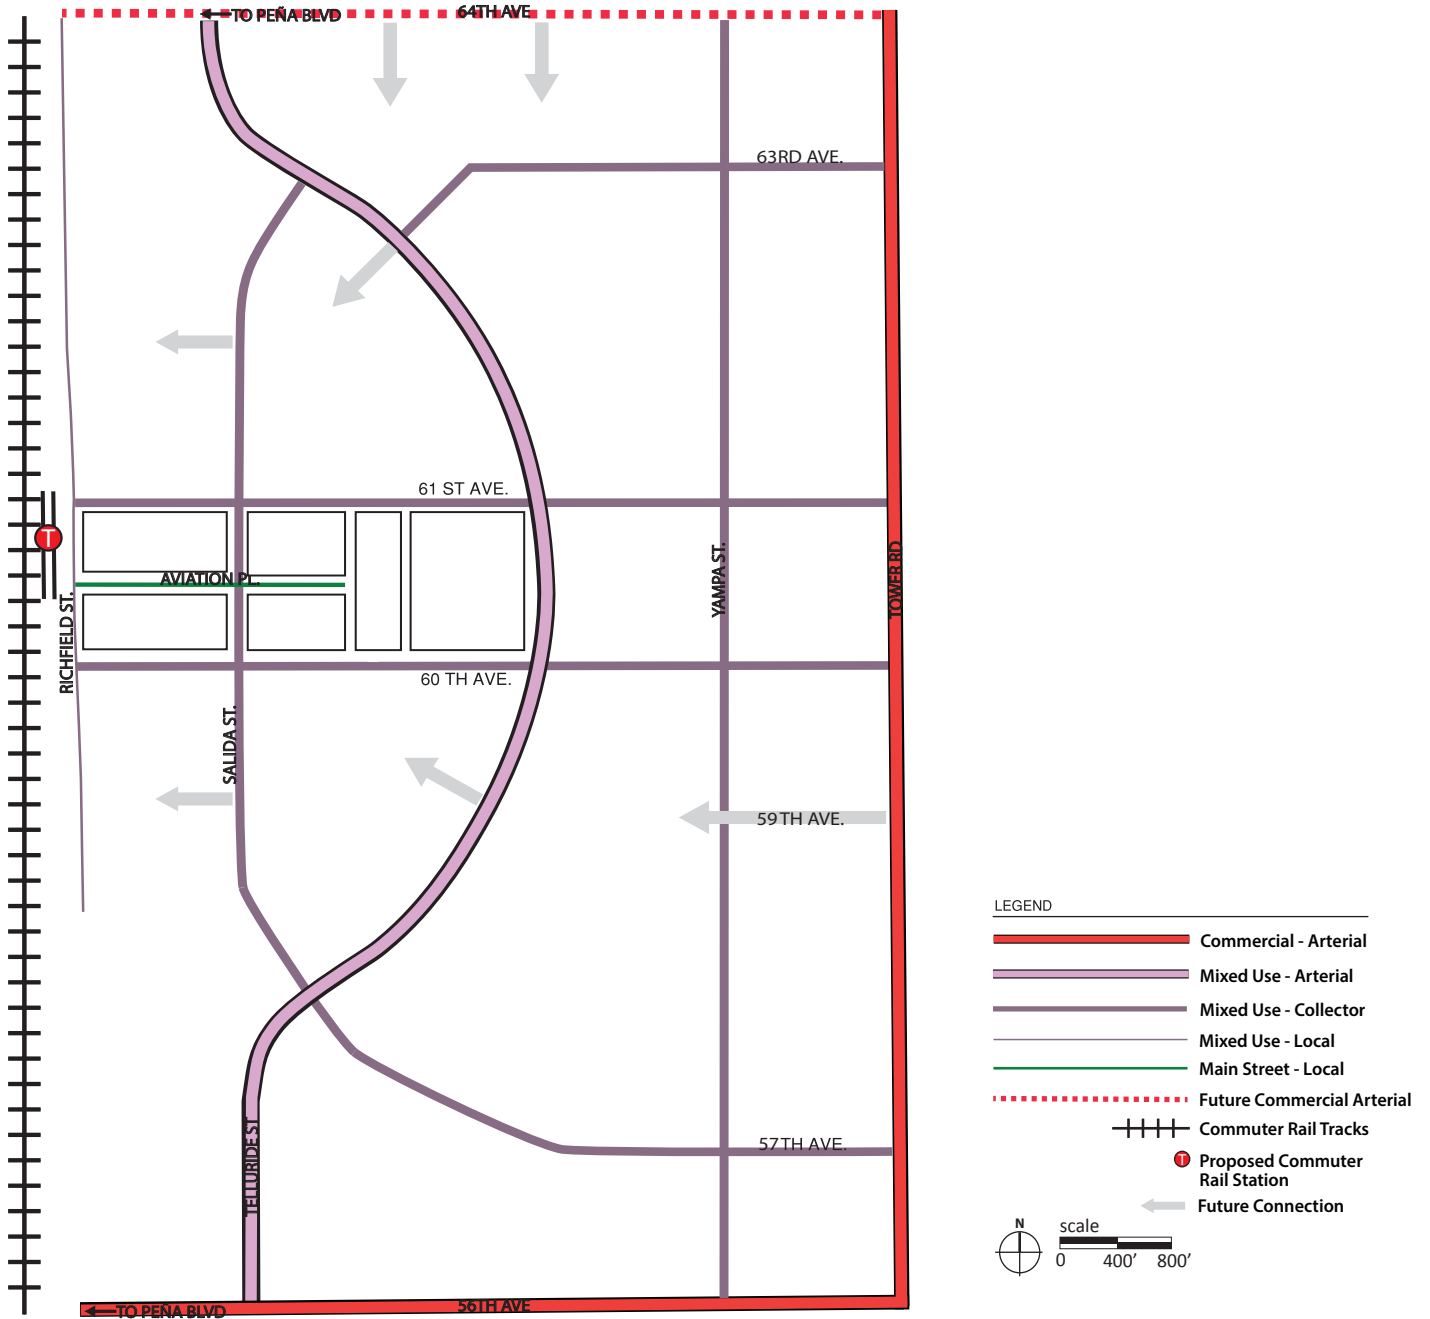 TO PEÑA BLVD
64TH AVE
63RD AVE.
61 ST AVE.
T
AVIATION PL.
YAMPA ST.
TOWER RD
RICHFIELD ST.
60 TH AVE.
SALIDA ST.
59TH AVE.
57TH AVE.
TELLURIDE ST
TO PEÑA BLVD
56TH AVE
LEGEND
Commercial - Arterial
Mixed Use - Arterial
Mixed Use - Collector
Mixed Use - Local
Main Street - Local
Future Commercial Arterial
Commuter Rail Tracks
T
Proposed Commuter
Rail Station
Future Connection
N
scale
0 400’ 800’